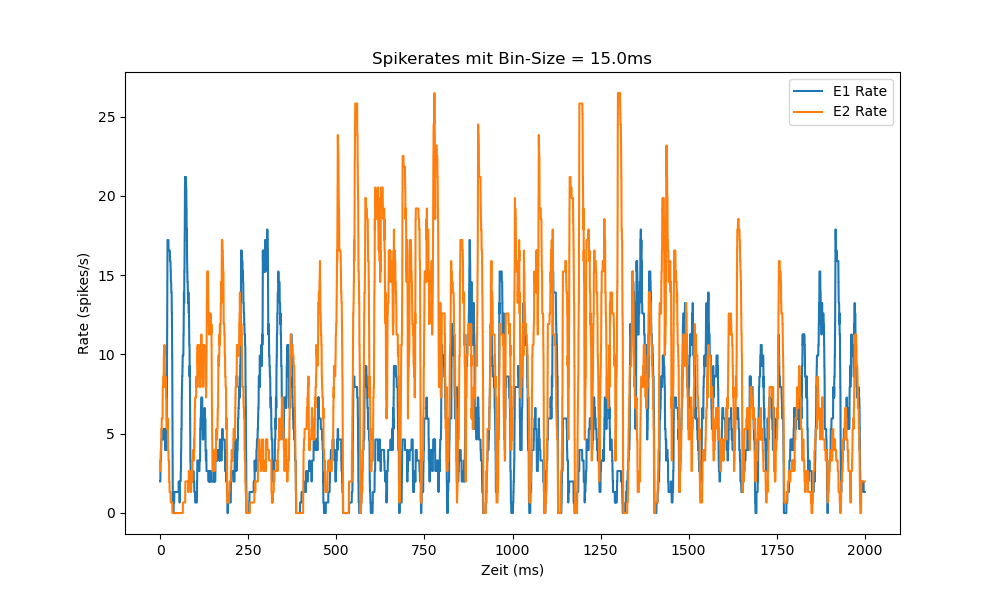 Spikerates mit Bin-Size = 15.0ms
E1 Rate
E2 Rate
Rate (spikes/s)
25
20
15
10
5
0
0 250 500 750 1000 1250 1500 1750 2000
Zeit (ms)